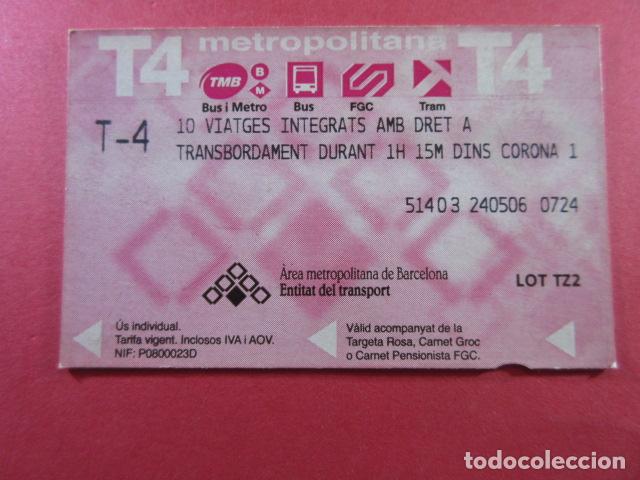 T4 metropolitana T4
TMB B M
Bus i Metro Bus FGC Tram
T-4 10 VIATGES INTEGRATS AMB DRET A
TRANSBORDAMENT DURANT 1H 15M DINS CORONA 1
51403 240506 0724
Àrea metropolitana de Barcelona
Entitat del transport
LOT TZ2
Ús individual.
Tarifa vigent. Inclosos IVA i AOV.
NIF: P0800023D
Vàlid acompanyat de la
Targeta Rosa, Carnet Groc
o Carnet Pensionista FGC.
todocoleccion